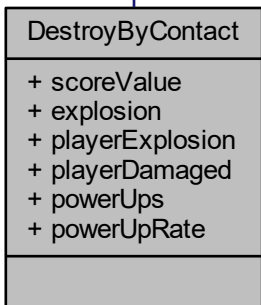 DestroyByContact
+ scoreValue
+ explosion
+ playerExplosion
+ playerDamaged
+ powerUps
+ powerUpRate